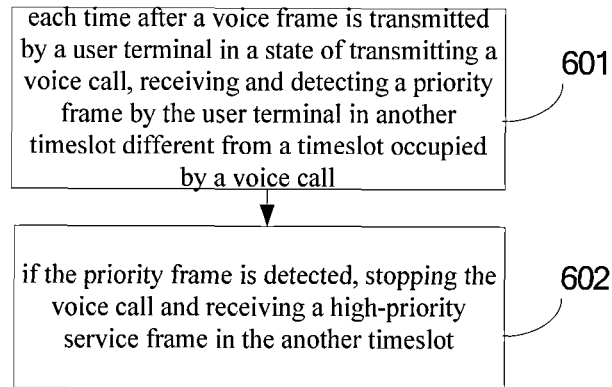 each time after a voice frame is transmitted
by a user terminal in a state of transmitting a
voice call, receiving and detecting a priority
frame by the user terminal in another
timeslot different from a timeslot occupied
by a voice call
601
if the priority frame is detected, stopping the
voice call and receiving a high-priority
service frame in the another timeslot
602